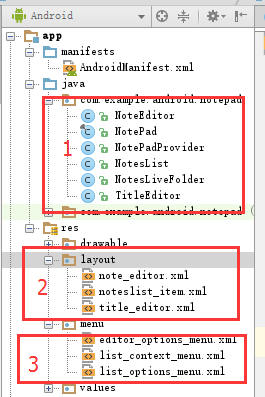 Android
app
manifests
AndroidManifest.xml
java
com.example.android.notepad
NoteEditor
NotePad
1
NotePadProvider
NotesList
NotesLiveFolder
TitleEditor
com.example.android.notepad (
res
drawable
layout
2
note_editor.xml
noteslist_item.xml
title_editor.xml
menu
editor_options_menu.xml
3
list_context_menu.xml
list_options_menu.xml
values